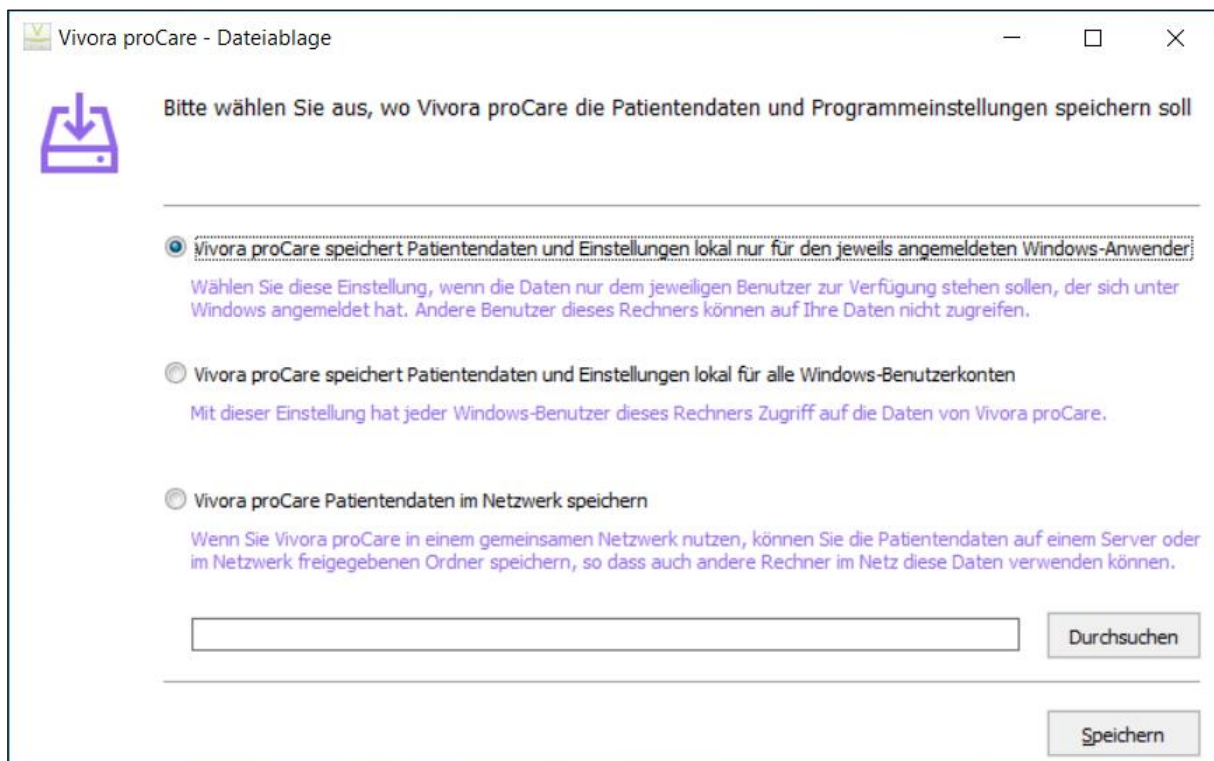 Vivora proCare - Dateiablage
Bitte wählen Sie aus, wo Vivora proCare die Patientendaten und Programmeinstellungen speichern soll
Vivora proCare speichert Patientendaten und Einstellungen lokal nur für den jeweils angemeldeten Windows-Anwender
Wählen Sie diese Einstellung, wenn die Daten nur dem jeweiligen Benutzer zur Verfügung stehen sollen, der sich unter
Windows angemeldet hat. Andere Benutzer dieses Rechners können auf Ihre Daten nicht zugreifen.
Vivora proCare speichert Patientendaten und Einstellungen lokal für alle Windows-Benutzerkonten
Mit dieser Einstellung hat jeder Windows-Benutzer dieses Rechners Zugriff auf die Daten von Vivora proCare.
Vivora proCare Patientendaten im Netzwerk speichern
Wenn Sie Vivora proCare in einem gemeinsamen Netzwerk nutzen, können Sie die Patientendaten auf einem Server oder
im Netzwerk freigegebenen Ordner speichern, so dass auch andere Rechner im Netz diese Daten verwenden können.
Durchsuchen
Speichern